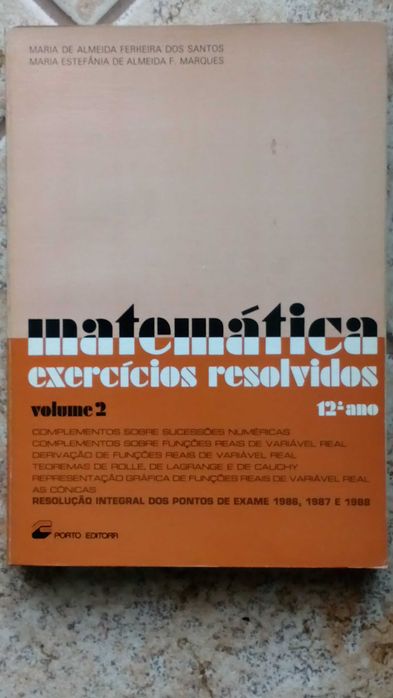 MARIA DE ALMEIDA FERREIRA DOS SANTOS
MARIA ESTEFÂNIA DE ALMEIDA F. MARQUES
matemática
exercícios resolvidos
volume 2 12º ano
COMPLEMENTOS SOBRE SUCESSÕES NUMÉRICAS
COMPLEMENTOS SOBRE FUNÇÕES REAIS DE VARIÁVEL REAL
DERIVAÇÃO DE FUNÇÕES REAIS DE VARIÁVEL REAL
TEOREMAS DE ROLLE, DE LAGRANGE E DE CAUCHY
REPRESENTAÇÃO GRÁFICA DE FUNÇÕES REAIS DE VARIÁVEL REAL
AS CÓNICAS
RESOLUÇÃO INTEGRAL DOS PONTOS DE EXAME 1986, 1987 E 1988
PORTO EDITORA